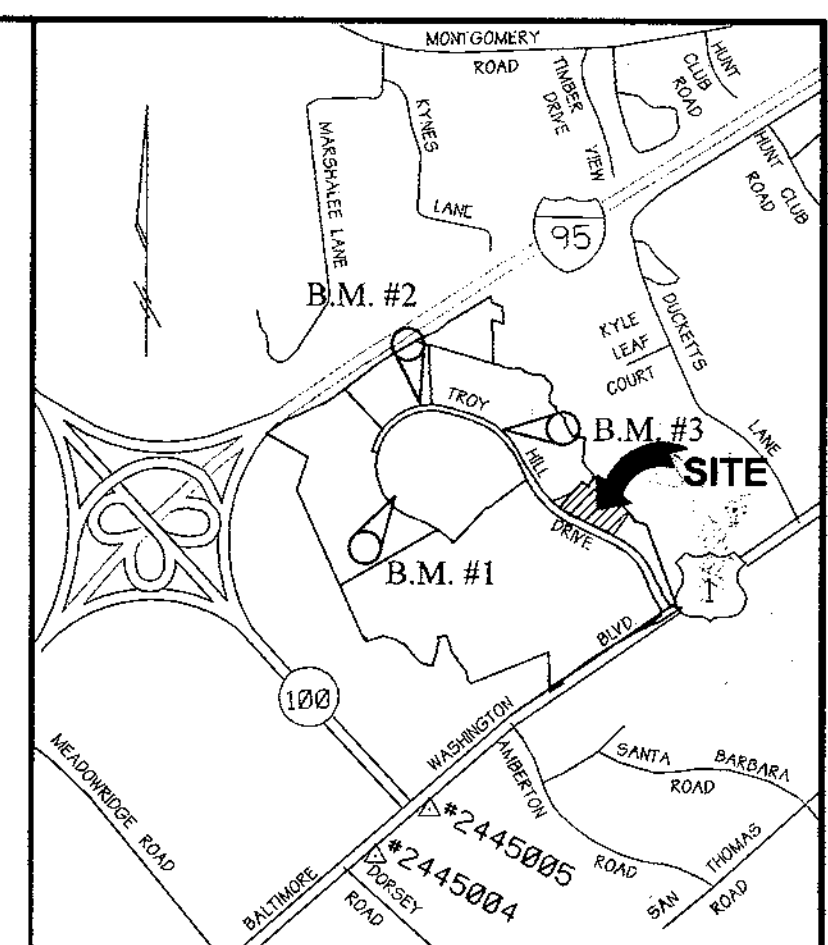 MONTGOMERY
ROAD
HUNT
CLUB
ROAD
TIMBER
VIEW
DRIVE
KYNES
LANE
MARSHALEE LANE
HUNT CLUB
ROAD
95
B.M. #2
DUCKETTS
LANE
KYLE
LEAF
COURT
TROY
HILL
DRIVE
B.M. #3
SITE
B.M. #1
1
100
WASHINGTON
BLVD.
BALTIMORE
MEADOWRIDGE ROAD
AMBERTON
ROAD
SANTA BARBARA
ROAD
SAN THOMAS
ROAD
#2445005
#2445004
DORSEY
ROAD